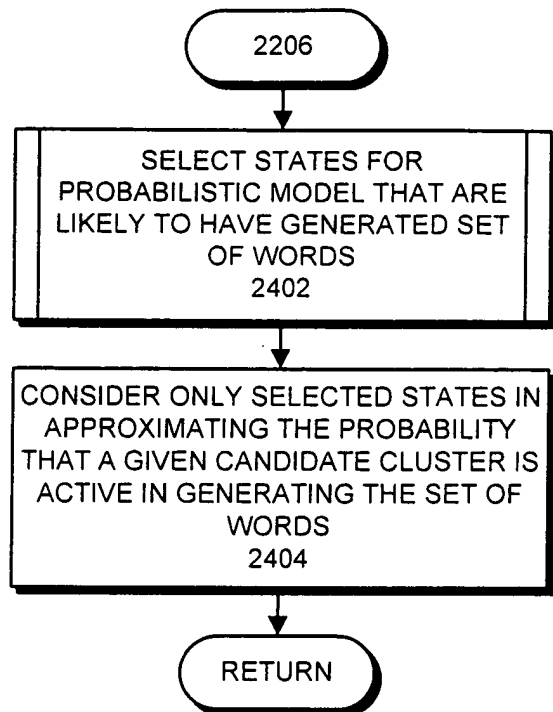 2206
SELECT STATES FOR
PROBABILISTIC MODEL THAT ARE
LIKELY TO HAVE GENERATED SET
OF WORDS
2402
CONSIDER ONLY SELECTED STATES IN
APPROXIMATING THE PROBABILITY
THAT A GIVEN CANDIDATE CLUSTER IS
ACTIVE IN GENERATING THE SET OF
WORDS
2404
RETURN